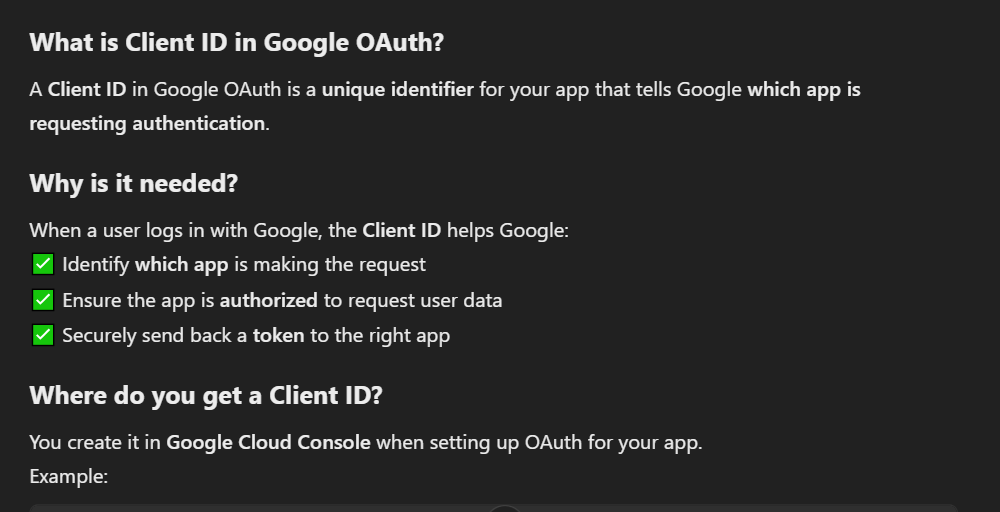 What is Client ID in Google OAuth?
A Client ID in Google OAuth is a unique identifier for your app that tells Google which app is
requesting authentication.
Why is it needed?
When a user logs in with Google, the Client ID helps Google:
✅ Identify which app is making the request
✅ Ensure the app is authorized to request user data
✅ Securely send back a token to the right app
Where do you get a Client ID?
You create it in Google Cloud Console when setting up OAuth for your app.
Example: